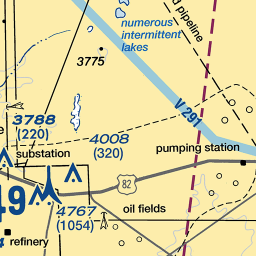 numerous
intermittent
lakes
pipeline
3775
3788
(220)
V 291
4008
(320)
substation
pumping station
82
49
4767
(1054)
oil fields
refinery